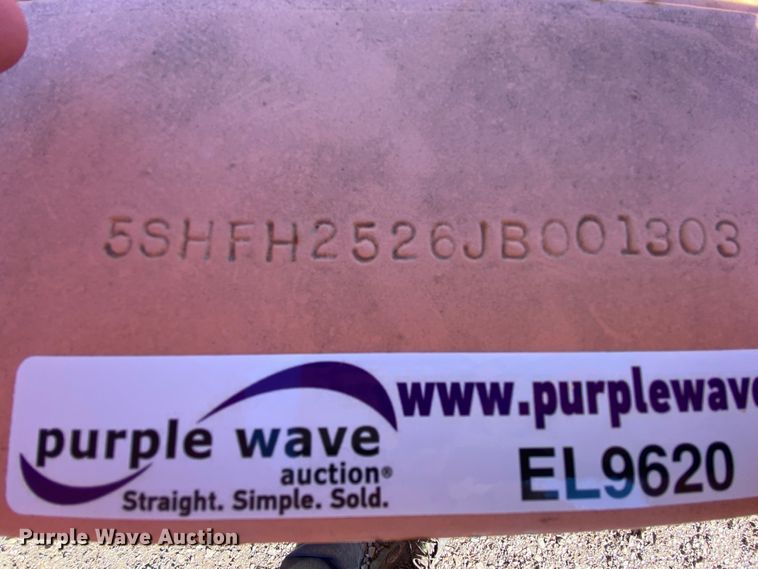 5SHFH2526JB001303
www.purplewave
purple wave
auction®
EL9620
Straight. Simple. Sold.
Purple Wave Auction